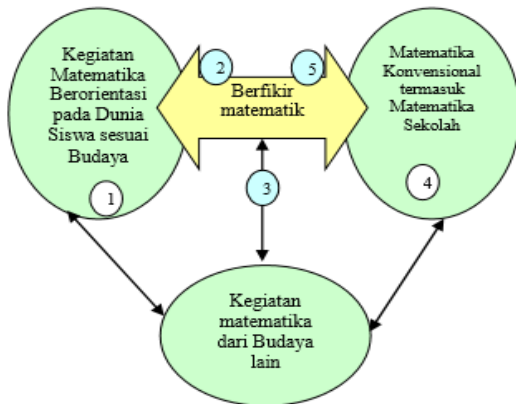 Kegiatan
Matematika
Berorientasi
pada Dunia
Siswa sesuai
Budaya
1
2
5
Berfikir
matematik
3
Matematika
Konvensional
termasuk
Matematika
Sekolah
4
Kegiatan
matematika
dari Budaya
lain